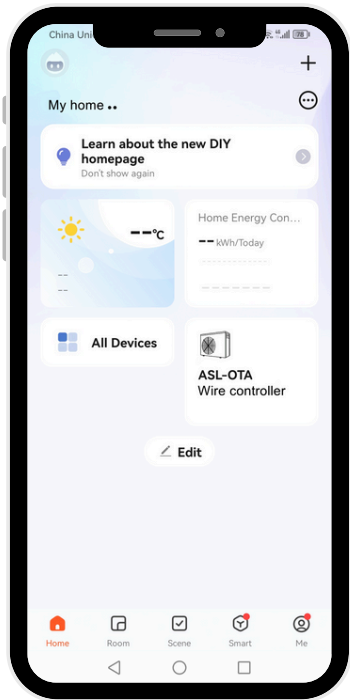 China Uni
78
My home ••
Learn about the new DIY
homepage
Don't show again
--°C
--
--
Home Energy Con...
-- kWh/Today
All Devices
ASL-OTA
Wire controller
Edit
Home
Room
Scene
Smart
Me